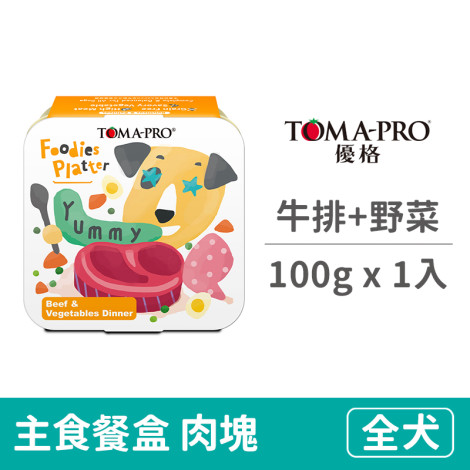 TOMA-PRO®
Foodies
Platter
Yummy
Beef &
Vegetables Dinner
TOMA-PRO®
優格
牛排+野菜
100g x 1入
主食餐盒 肉塊
全犬